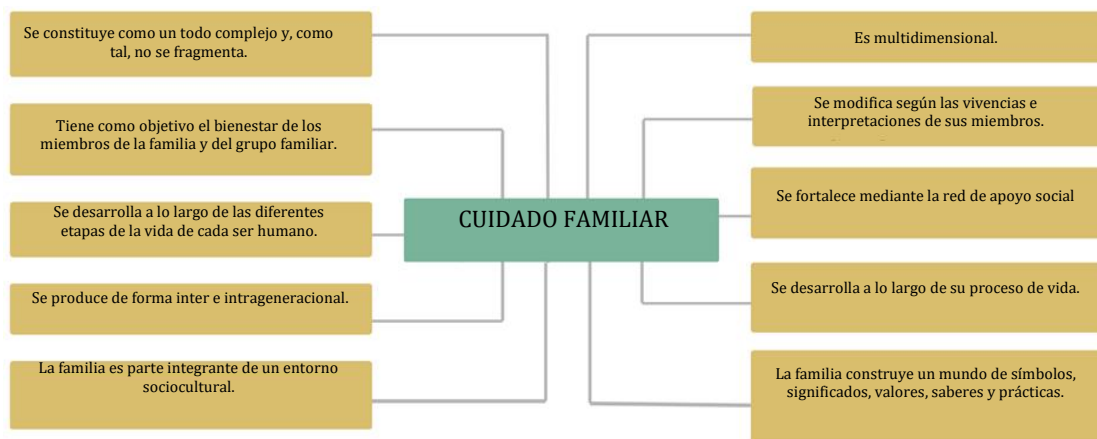 Se constituye como un todo complejo y, como
tal, no se fragmenta.
Tiene como objetivo el bienestar de los
miembros de la familia y del grupo familiar.
Se desarrolla a lo largo de las diferentes
etapas de la vida de cada ser humano.
Se produce de forma inter e intrageneracional.
La familia es parte integrante de un entorno
sociocultural.
CUIDADO FAMILIAR
Es multidimensional.
Se modifica según las vivencias e
interpretaciones de sus miembros.
Se fortalece mediante la red de apoyo social
Se desarrolla a lo largo de su proceso de vida.
La familia construye un mundo de símbolos,
significados, valores, saberes y prácticas.